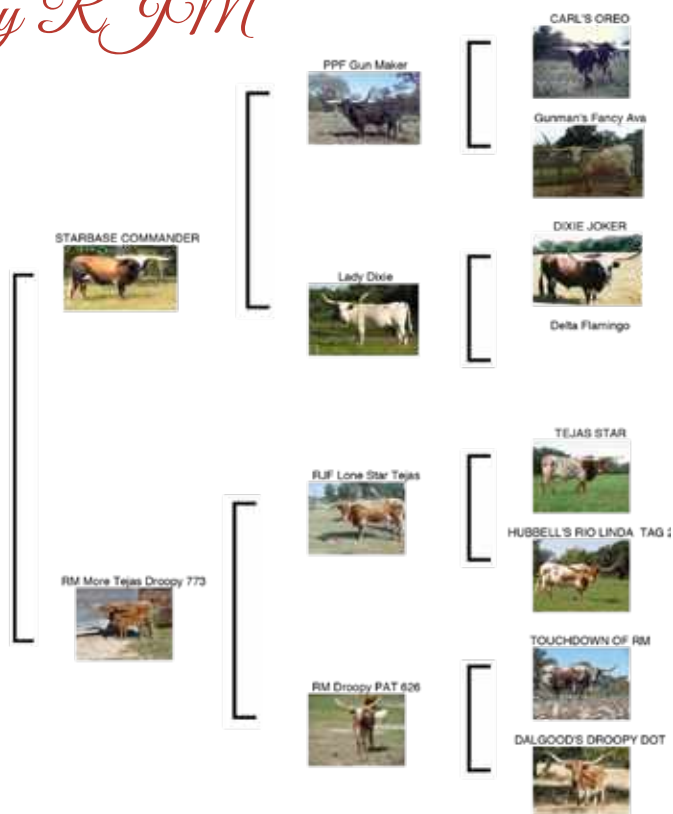 y RJM
CARL'S OREO
PPF Gun Maker
Gunman's Fancy Ava
STARBASE COMMANDER
DIXIE JOKER
Lady Dixie
Delta Flamingo
TEJAS STAR
RJF Lone Star Tejas
HUBBELL'S RIO LINDA TAG 2
RM More Tejas Droopy 773
TOUCHDOWN OF RM
RM Droopy PAT 626
DALGOOD'S DROOPY DOT